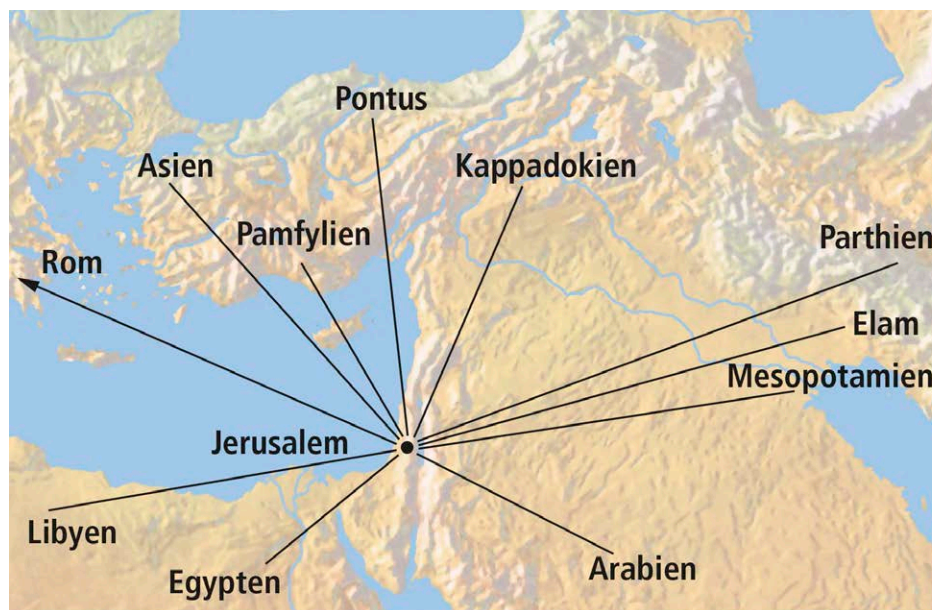 Pontus
Asien
Kappadokien
Pamfylien
Parthien
Rom
Elam
Mesopotamien
Jerusalem
Libyen
Arabien
Egypten